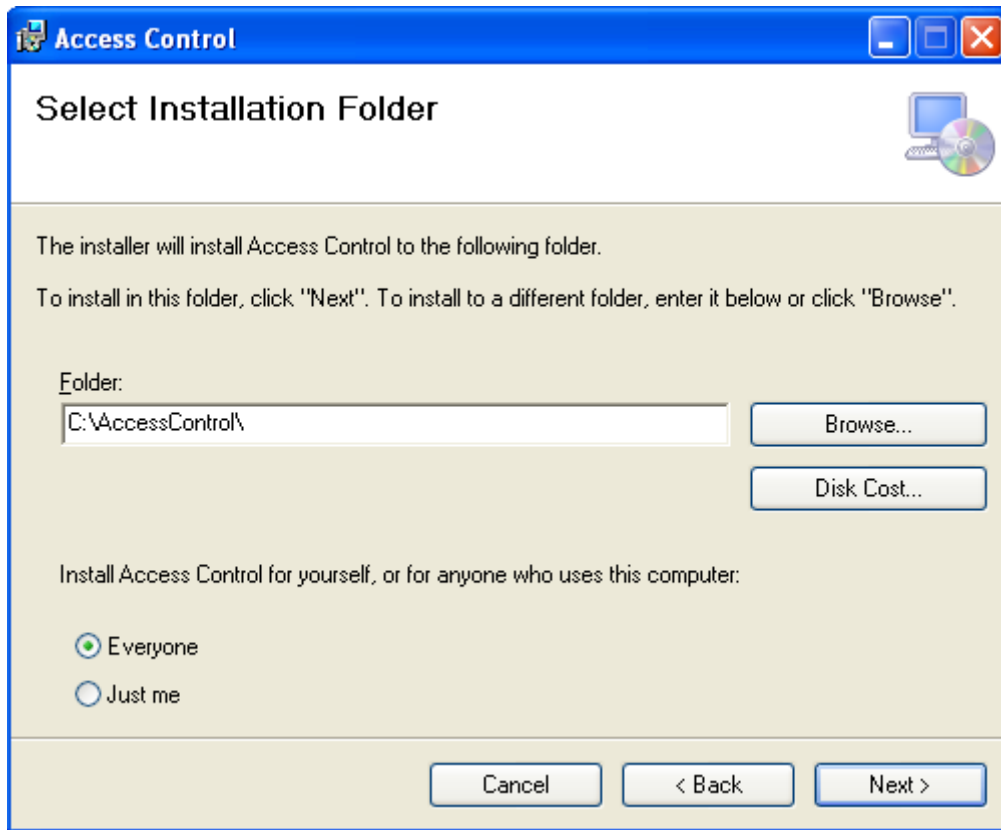 Access Control
Select Installation Folder
The installer will install Access Control to the following folder.
To install in this folder, click "Next". To install to a different folder, enter it below or click "Browse".
Folder:
C:\AccessControl\
Browse...
Disk Cost...
Install Access Control for yourself, or for anyone who uses this computer:
Everyone
Just me
Cancel
< Back
Next >